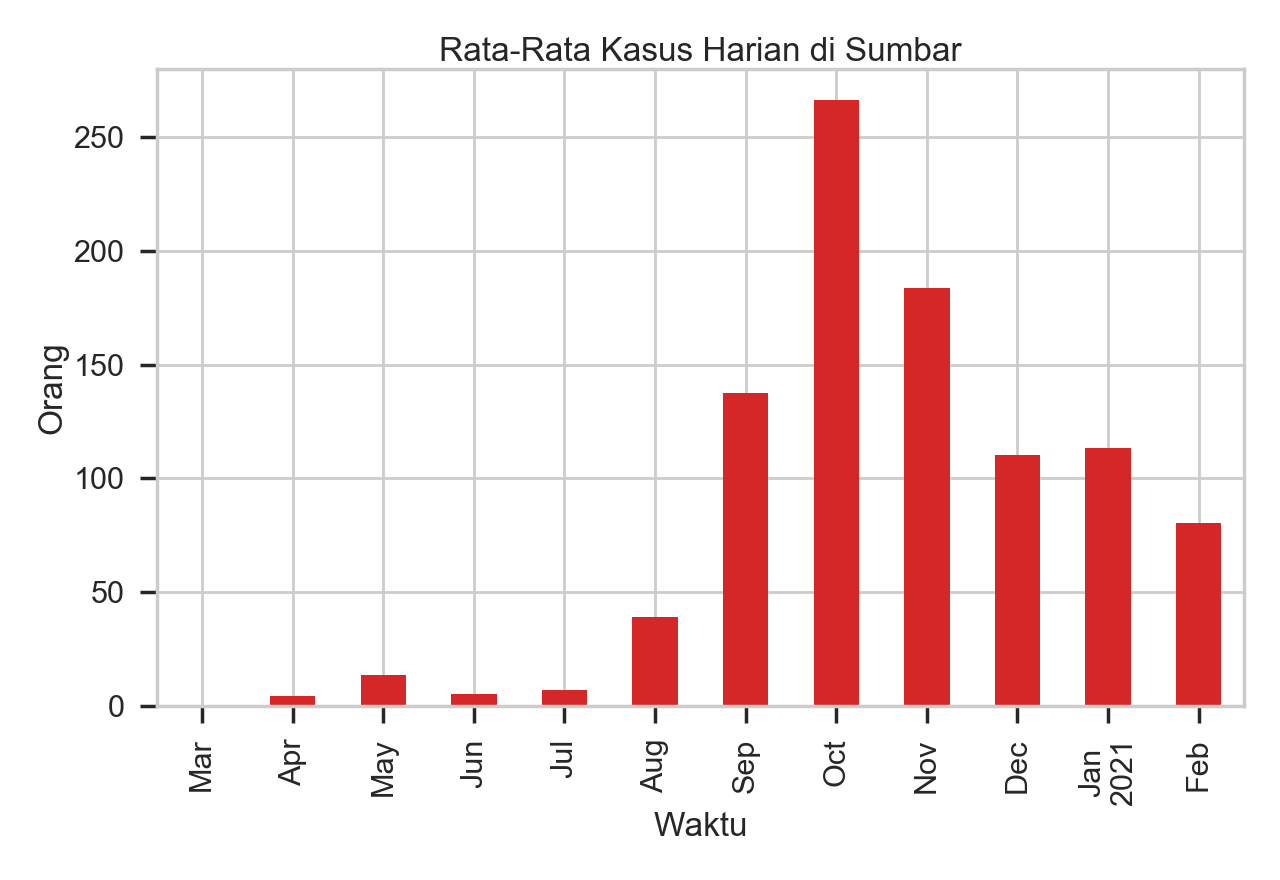 Rata-Rata Kasus Harian di Sumbar
Orang
250
200
150
100
50
0
Mar
Apr
May
Jun
Jul
Aug
Sep
Oct
Nov
Dec
Jan
2021
Feb
Waktu